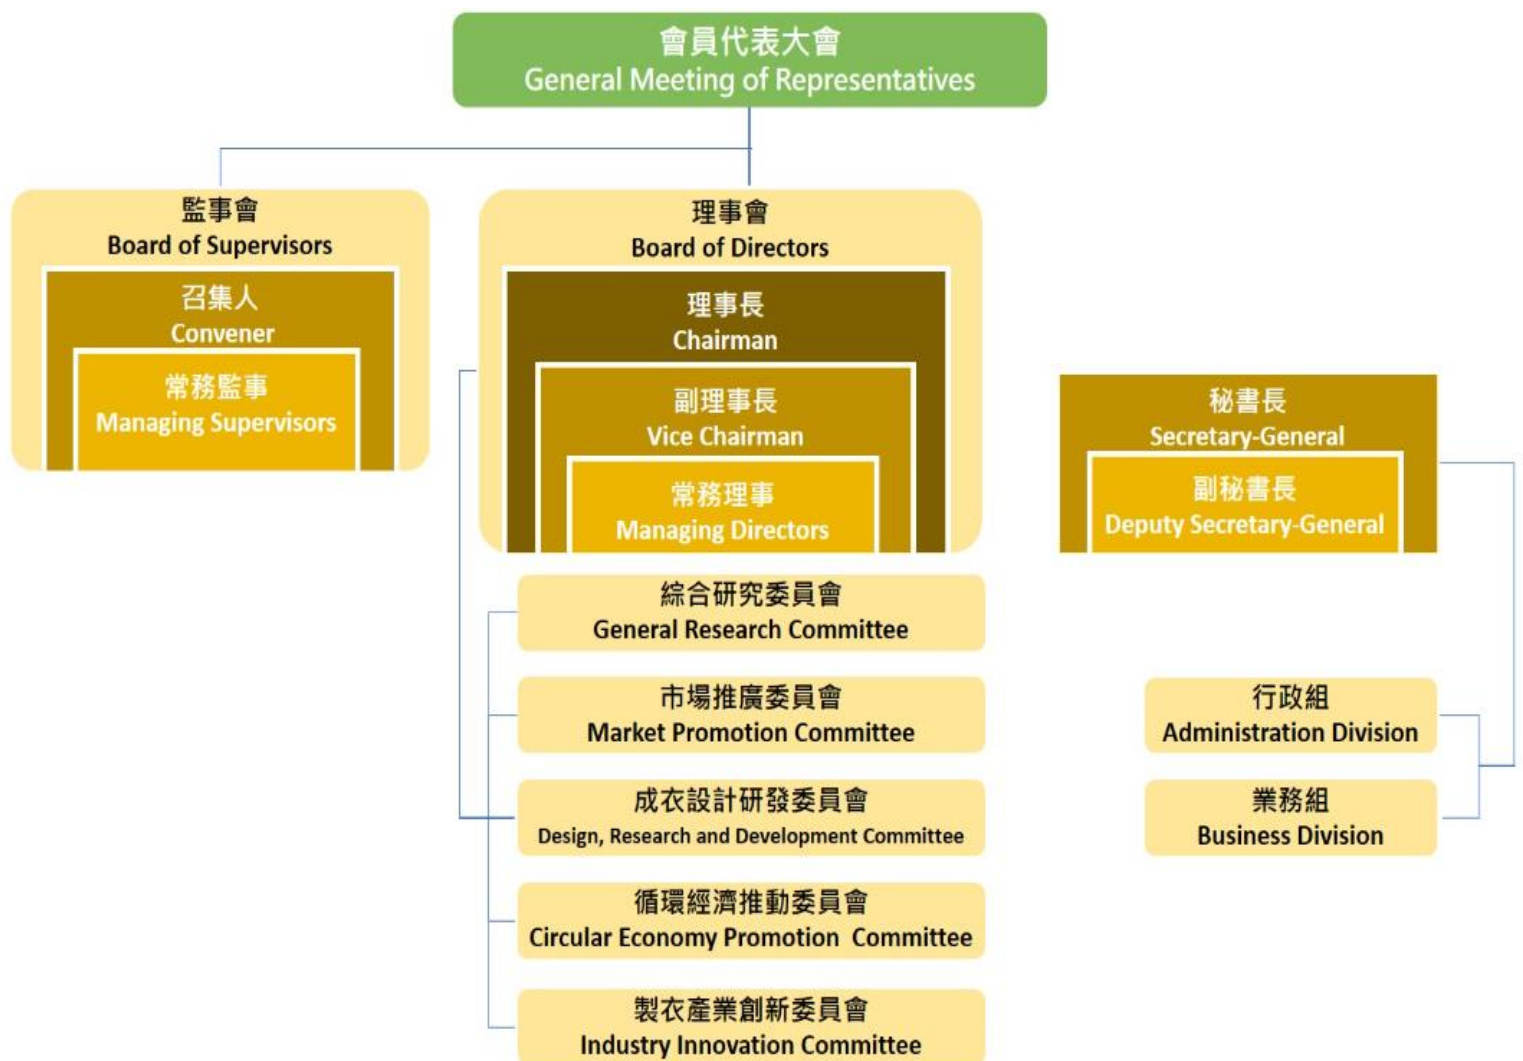 會員代表大會
General Meeting of Representatives
監事會
Board of Supervisors
召集人
Convener
常務監事
Managing Supervisors
理事會
Board of Directors
理事長
Chairman
副理事長
Vice Chairman
常務理事
Managing Directors
秘書長
Secretary-General
副秘書長
Deputy Secretary-General
綜合研究委員會
General Research Committee
市場推廣委員會
Market Promotion Committee
成衣設計研發委員會
Design, Research and Development Committee
循環經濟推動委員會
Circular Economy Promotion Committee
製衣產業創新委員會
Industry Innovation Committee
行政組
Administration Division
業務組
Business Division